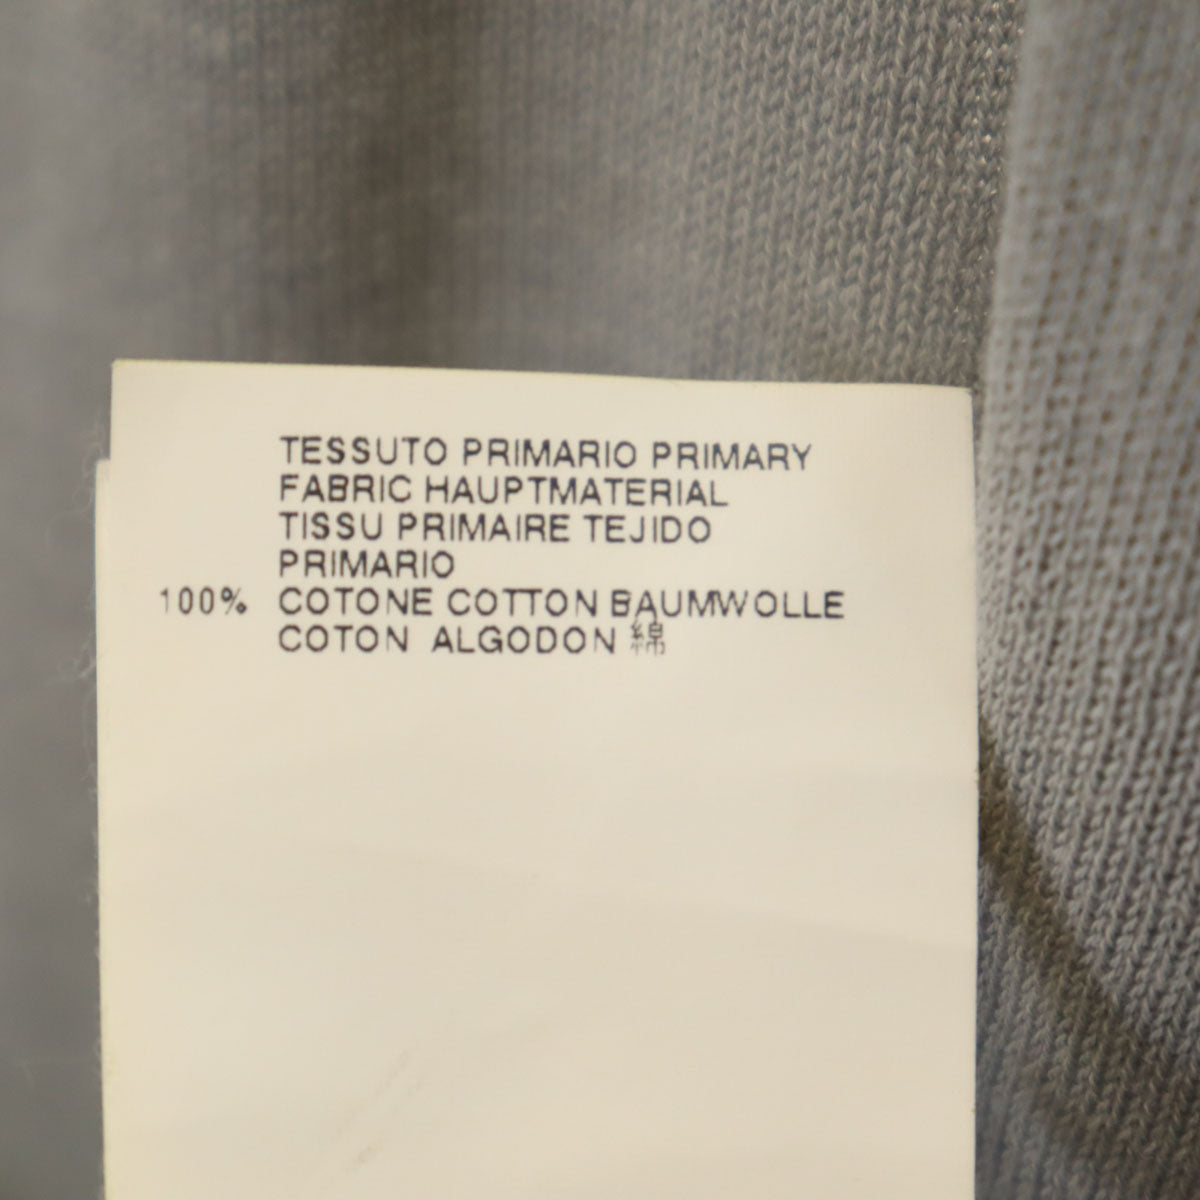 TESSUTO PRIMARIO PRIMARY
FABRIC HAUPTMATERIAL
TISSU PRIMAIRE TEJIDO
PRIMARIO
100% COTONE COTTON BAUMWOLLE
COTON ALGODON 綿